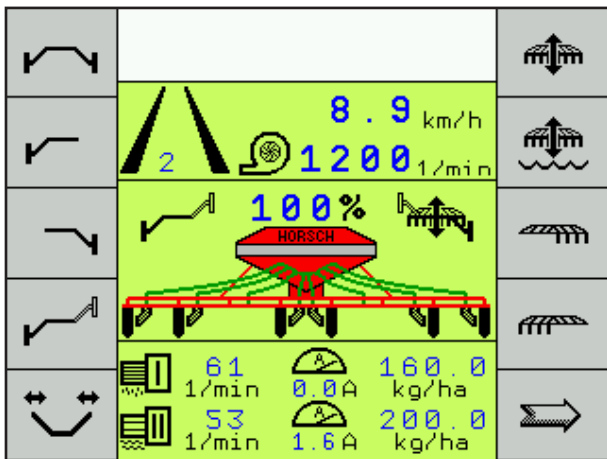 8.9 km/h
2 1200 1/min
100%
HORSCH
I 61 A 160.0
1/min 0.0A kg/ha
II 53 A 200.0
1/min 1.6A kg/ha